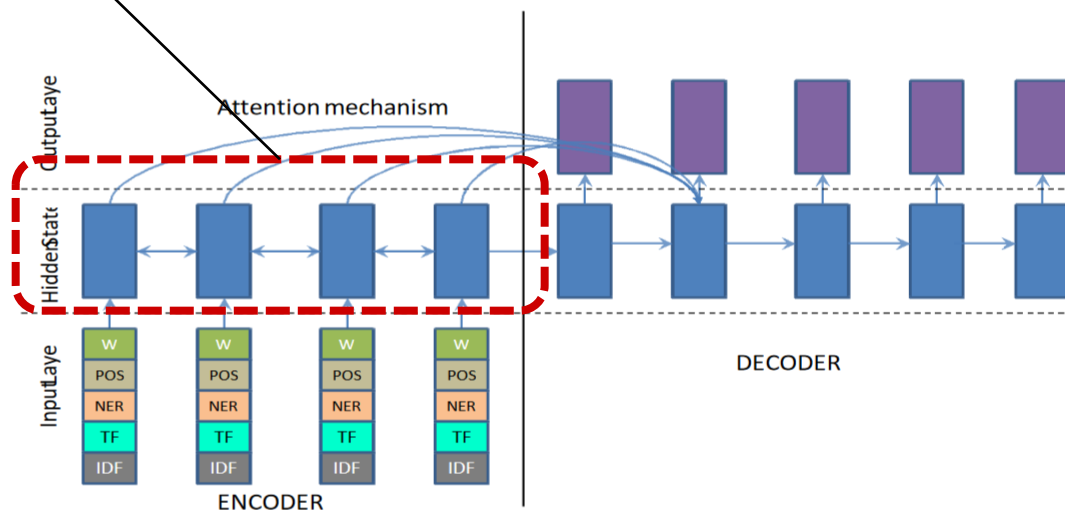 Attention mechanism
OutputLaye
HiddenState
InputLaye
W W W W
POS POS POS POS
NER NER NER NER
TF TF TF TF
IDF IDF IDF IDF
ENCODER
DECODER